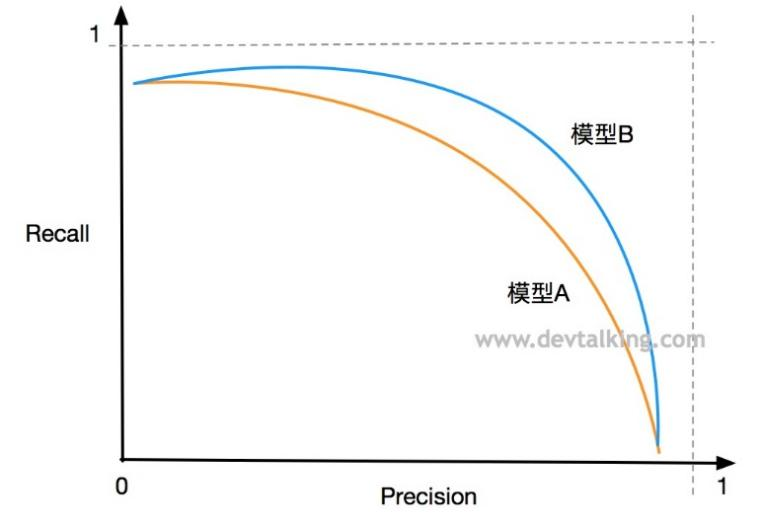 1
模型B
Recall
模型A
www.devtalking.com
0
1
Precision